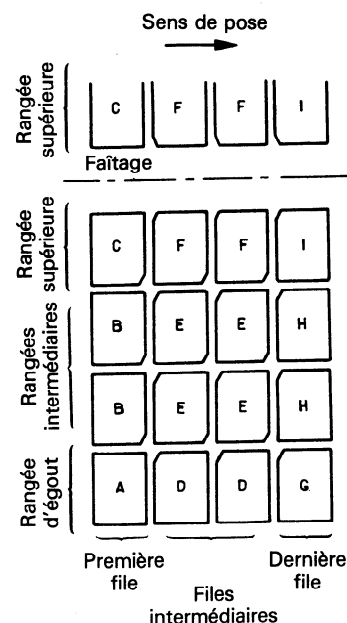 Sens de pose
Rangée
supérieure
C F F I
Faîtage
Rangée
supérieure
C F F I
Rangées
intermédiaires
B E E H
B E E H
Rangée
d'égout
A D D G
Première
file
Files
intermédiaires
Dernière
file